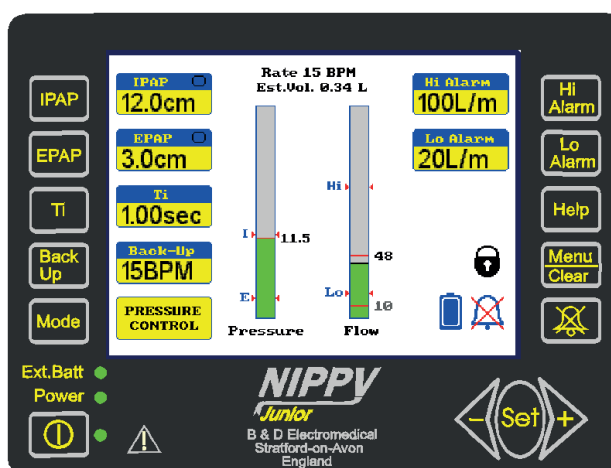 IPAP
EPAP
Ti
Back
Up
Mode
IPAP
12.0cm
EPAP
3.0cm
Ti
1.00sec
Back-Up
15BPM
PRESSURE
CONTROL
Rate 15 BPM
Est.Vol. 0.34 L
I
11.5
E
Pressure
Hi
48
Lo
10
Flow
Hi Alarm
100L/m
Lo Alarm
20L/m
Hi
Alarm
Lo
Alarm
Help
Menu
Clear
Ext.Batt
Power
NIPPY
Junior
B & D Electromedical
Stratford-on-Avon
England
- Set +